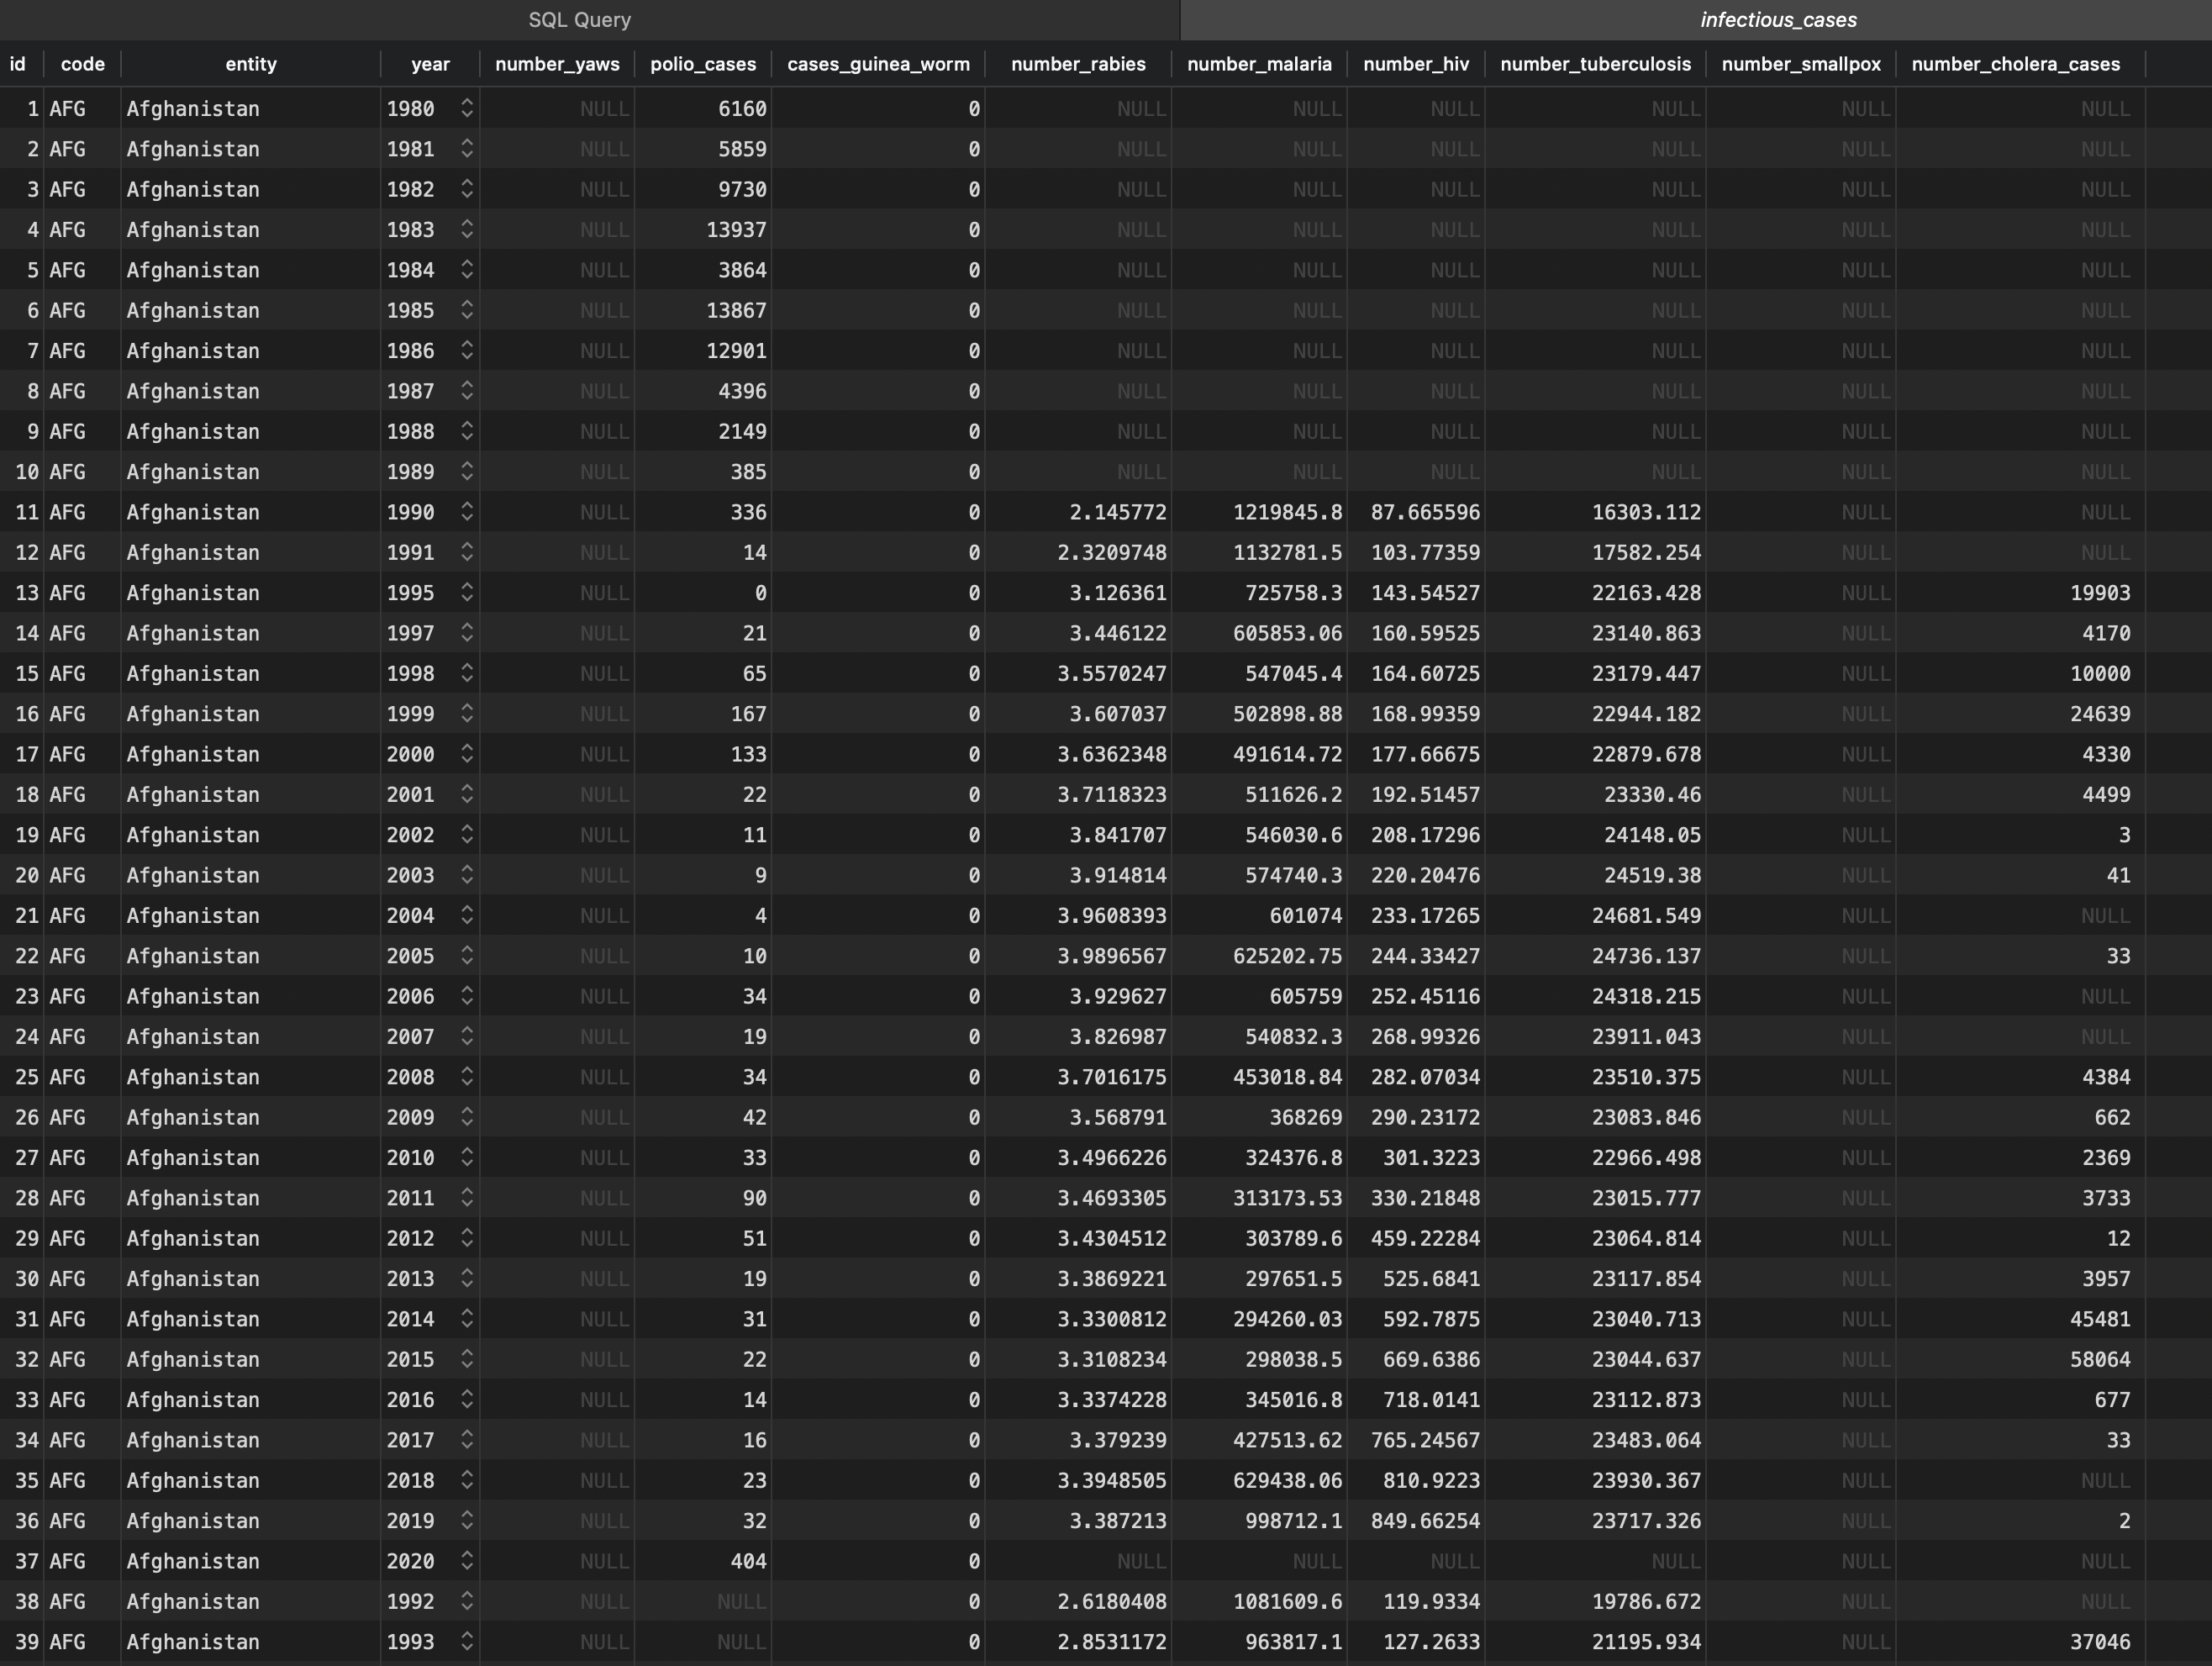 SQL Query infectious_cases
id code entity year number_yaws polio_cases cases_guinea_worm number_rabies number_malaria number_hiv number_tuberculosis number_smallpox number_cholera_cases
1 AFG Afghanistan 1980 NULL 6160 0 NULL NULL NULL NULL NULL NULL
2 AFG Afghanistan 1981 NULL 5859 0 NULL NULL NULL NULL NULL NULL
3 AFG Afghanistan 1982 NULL 9730 0 NULL NULL NULL NULL NULL NULL
4 AFG Afghanistan 1983 NULL 13937 0 NULL NULL NULL NULL NULL NULL
5 AFG Afghanistan 1984 NULL 3864 0 NULL NULL NULL NULL NULL NULL
6 AFG Afghanistan 1985 NULL 13867 0 NULL NULL NULL NULL NULL NULL
7 AFG Afghanistan 1986 NULL 12901 0 NULL NULL NULL NULL NULL NULL
8 AFG Afghanistan 1987 NULL 4396 0 NULL NULL NULL NULL NULL NULL
9 AFG Afghanistan 1988 NULL 2149 0 NULL NULL NULL NULL NULL NULL
10 AFG Afghanistan 1989 NULL 385 0 NULL NULL NULL NULL NULL NULL
11 AFG Afghanistan 1990 NULL 336 0 2.145772 1219845.8 87.665596 16303.112 NULL NULL
12 AFG Afghanistan 1991 NULL 14 0 2.3209748 1132781.5 103.77359 17582.254 NULL NULL
13 AFG Afghanistan 1995 NULL 0 0 3.126361 725758.3 143.54527 22163.428 NULL 19903
14 AFG Afghanistan 1997 NULL 21 0 3.446122 605853.06 160.59525 23140.863 NULL 4170
15 AFG Afghanistan 1998 NULL 65 0 3.5570247 547045.4 164.60725 23179.447 NULL 10000
16 AFG Afghanistan 1999 NULL 167 0 3.607037 502898.88 168.99359 22944.182 NULL 24639
17 AFG Afghanistan 2000 NULL 133 0 3.6362348 491614.72 177.66675 22879.678 NULL 4330
18 AFG Afghanistan 2001 NULL 22 0 3.7118323 511626.2 192.51457 23330.46 NULL 4499
19 AFG Afghanistan 2002 NULL 11 0 3.841707 546030.6 208.17296 24148.05 NULL 3
20 AFG Afghanistan 2003 NULL 9 0 3.914814 574740.3 220.20476 24519.38 NULL 41
21 AFG Afghanistan 2004 NULL 4 0 3.9608393 601074 233.17265 24681.549 NULL NULL
22 AFG Afghanistan 2005 NULL 10 0 3.9896567 625202.75 244.33427 24736.137 NULL 33
23 AFG Afghanistan 2006 NULL 34 0 3.929627 605759 252.45116 24318.215 NULL NULL
24 AFG Afghanistan 2007 NULL 19 0 3.826987 540832.3 268.99326 23911.043 NULL NULL
25 AFG Afghanistan 2008 NULL 34 0 3.7016175 453018.84 282.07034 23510.375 NULL 4384
26 AFG Afghanistan 2009 NULL 42 0 3.568791 368269 290.23172 23083.846 NULL 662
27 AFG Afghanistan 2010 NULL 33 0 3.4966226 324376.8 301.3223 22966.498 NULL 2369
28 AFG Afghanistan 2011 NULL 90 0 3.4693305 313173.53 330.21848 23015.777 NULL 3733
29 AFG Afghanistan 2012 NULL 51 0 3.4304512 303789.6 459.22284 23064.814 NULL 12
30 AFG Afghanistan 2013 NULL 19 0 3.3869221 297651.5 525.6841 23117.854 NULL 3957
31 AFG Afghanistan 2014 NULL 31 0 3.3300812 294260.03 592.7875 23040.713 NULL 45481
32 AFG Afghanistan 2015 NULL 22 0 3.3108234 298038.5 669.6386 23044.637 NULL 58064
33 AFG Afghanistan 2016 NULL 14 0 3.3374228 345016.8 718.0141 23112.873 NULL 677
34 AFG Afghanistan 2017 NULL 16 0 3.379239 427513.62 765.24567 23483.064 NULL 33
35 AFG Afghanistan 2018 NULL 23 0 3.3948505 629438.06 810.9223 23930.367 NULL NULL
36 AFG Afghanistan 2019 NULL 32 0 3.387213 998712.1 849.66254 23717.326 NULL 2
37 AFG Afghanistan 2020 NULL 404 0 NULL NULL NULL NULL NULL NULL
38 AFG Afghanistan 1992 NULL NULL 0 2.6180408 1081609.6 119.9334 19786.672 NULL NULL
39 AFG Afghanistan 1993 NULL NULL 0 2.8531172 963817.1 127.2633 21195.934 NULL 37046